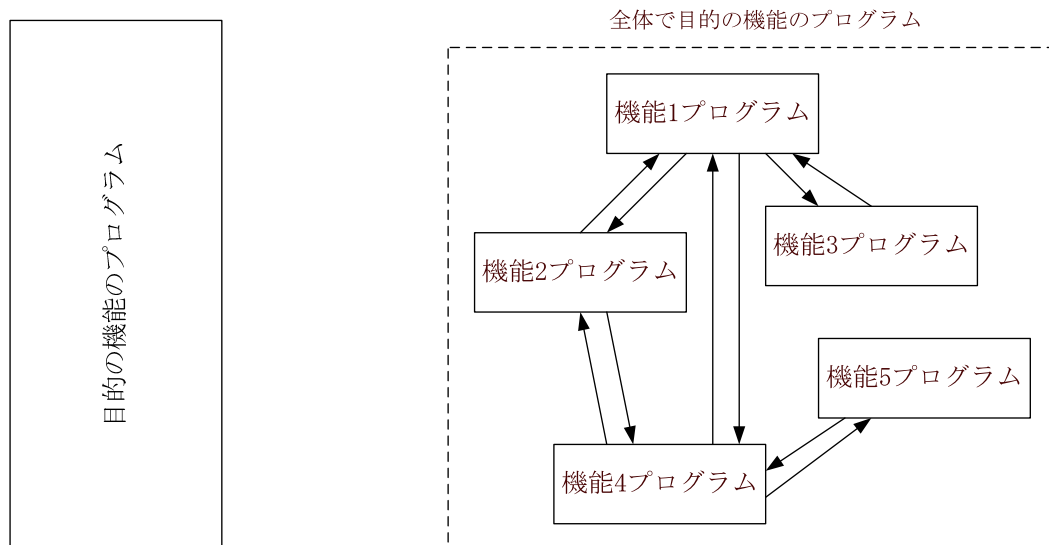 目的の機能のプログラム
全体で目的の機能のプログラム
機能1プログラム
機能2プログラム
機能3プログラム
機能5プログラム
機能4プログラム